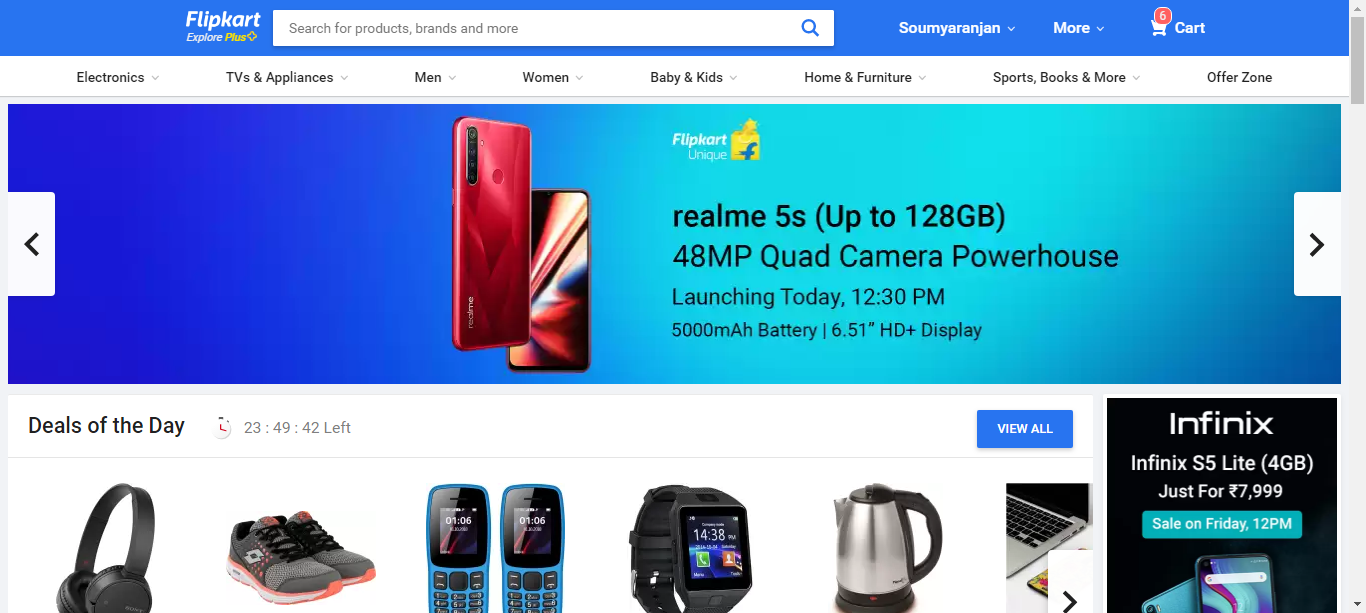 Flipkart
Explore Plus
Search for products, brands and more
Soumyaranjan
More
6
Cart
Electronics
TVs & Appliances
Men
Women
Baby & Kids
Home & Furniture
Sports, Books & More
Offer Zone
Flipkart
Unique
realme 5s (Up to 128GB)
48MP Quad Camera Powerhouse
Launching Today, 12:30 PM
5000mAh Battery | 6.51” HD+ Display
realme
Deals of the Day
23 : 49 : 42 Left
VIEW ALL
Infinix
Infinix S5 Lite (4GB)
Just For ₹7,999
Sale on Friday, 12PM
01:06
01:06
14:38 PM
SONY